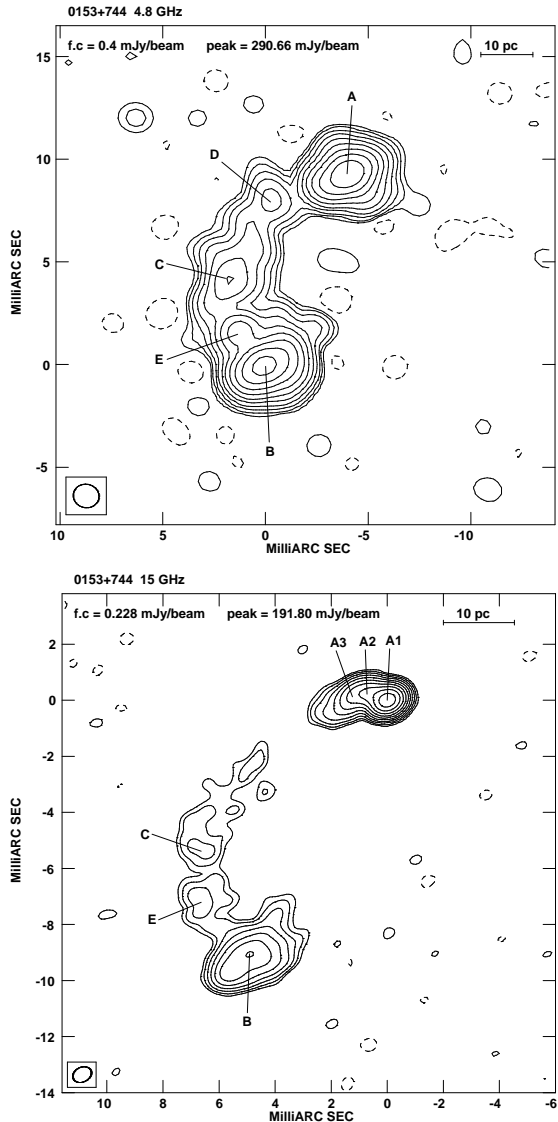 0153+744 4.8 GHz
f.c = 0.4 mJy/beam peak = 290.66 mJy/beam 10 pc
15
A
D
10
C
5
E
0
B
-5
MilliARC SEC
10 5 0 -5 -10
MilliARC SEC
0153+744 15 GHz
f.c = 0.228 mJy/beam peak = 191.80 mJy/beam 10 pc
2
A3 A2 A1
0
-2
-4
C
-6
E
-8
-10
B
-12
-14
MilliARC SEC
10 8 6 4 2 0 -2 -4 -6
MilliARC SEC